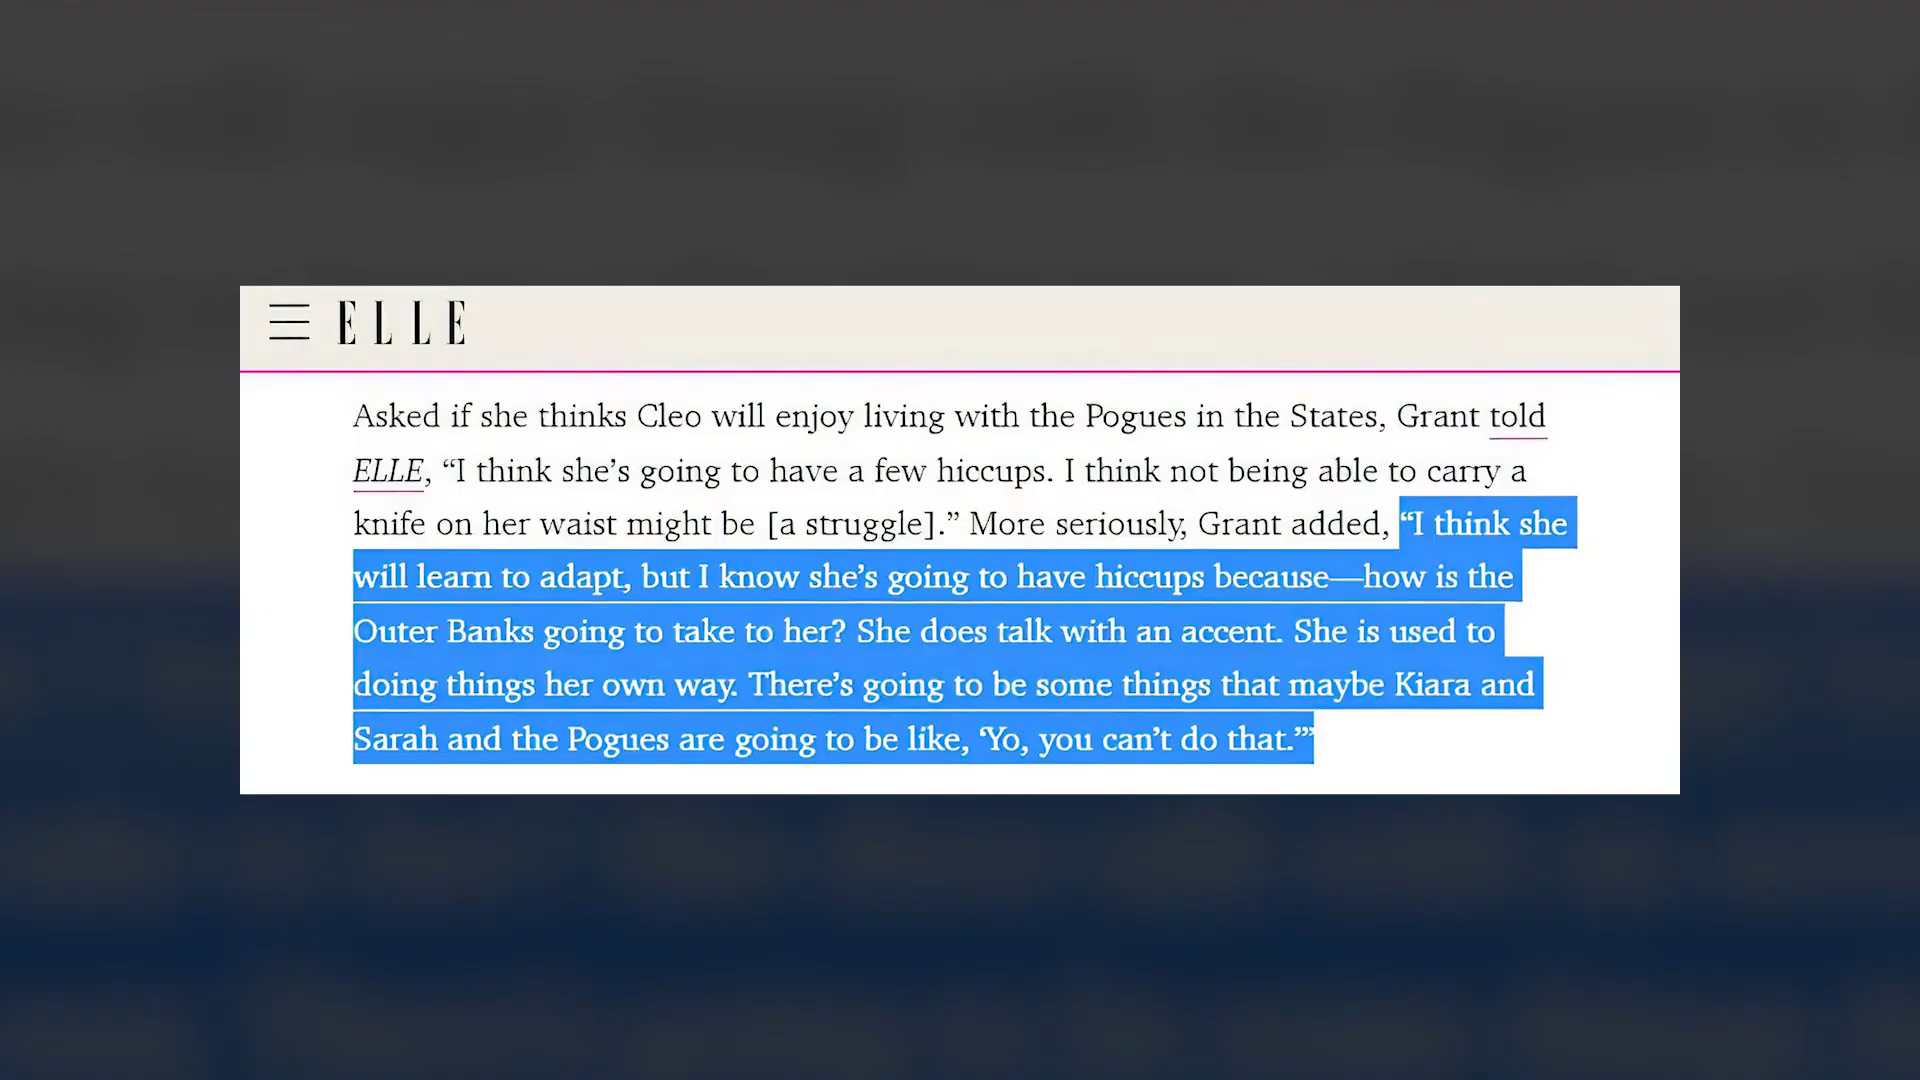 ELLE
Asked if she thinks Cleo will enjoy living with the Pogues in the States, Grant told
ELLE, “I think she’s going to have a few hiccups. I think not being able to carry a
knife on her waist might be [a struggle].” More seriously, Grant added, “I think she
will learn to adapt, but I know she’s going to have hiccups because—how is the
Outer Banks going to take to her? She does talk with an accent. She is used to
doing things her own way. There’s going to be some things that maybe Kiara and
Sarah and the Pogues are going to be like, ‘Yo, you can’t do that.’”